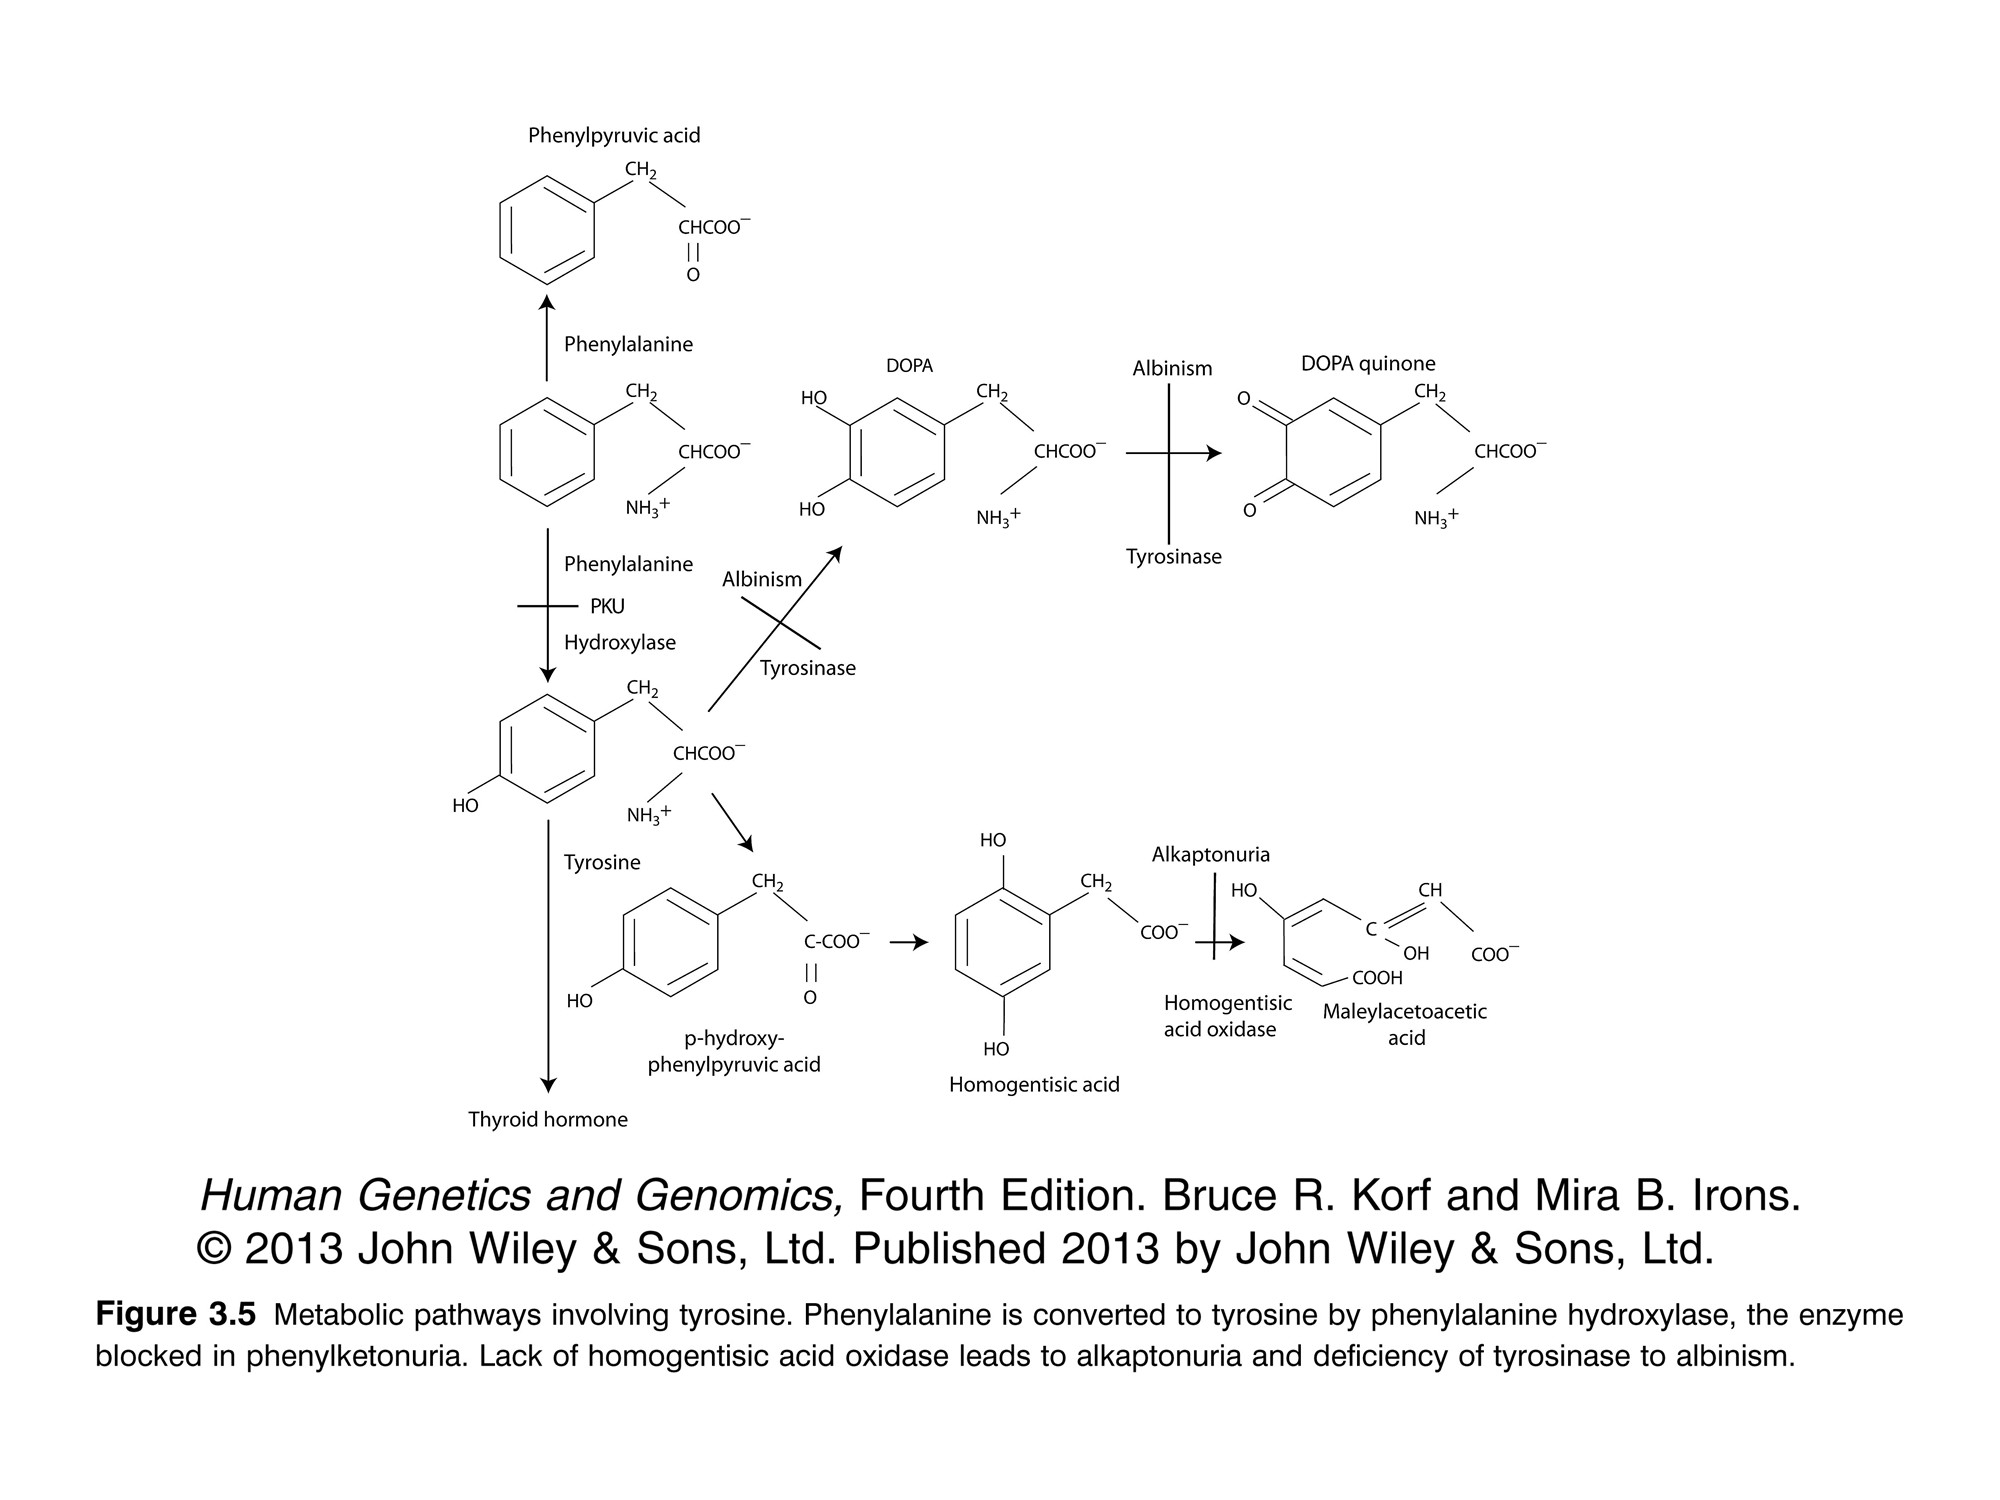 Phenylpyruvic acid
CH2
CHCOO−
O
Phenylalanine
CH2
CHCOO−
NH3+
DOPA
HO
CH2
CHCOO−
HO
NH3+
Albinism
Tyrosinase
DOPA quinone
O
CH2
CHCOO−
O
NH3+
Phenylalanine
PKU
Hydroxylase
Albinism
Tyrosinase
CH2
CHCOO−
HO
NH3+
Tyrosine
CH2
C-COO−
HO
O
p-hydroxy-
phenylpyruvic acid
HO
CH2
COO−
HO
Homogentisic acid
Alkaptonuria
Homogentisic
acid oxidase
HO
CH
C
OH
COO−
COOH
Maleylacetoacetic
acid
Thyroid hormone
Human Genetics and Genomics, Fourth Edition. Bruce R. Korf and Mira B. Irons.
© 2013 John Wiley & Sons, Ltd. Published 2013 by John Wiley & Sons, Ltd.
Figure 3.5 Metabolic pathways involving tyrosine. Phenylalanine is converted to tyrosine by phenylalanine hydroxylase, the enzyme
blocked in phenylketonuria. Lack of homogentisic acid oxidase leads to alkaptonuria and deficiency of tyrosinase to albinism.